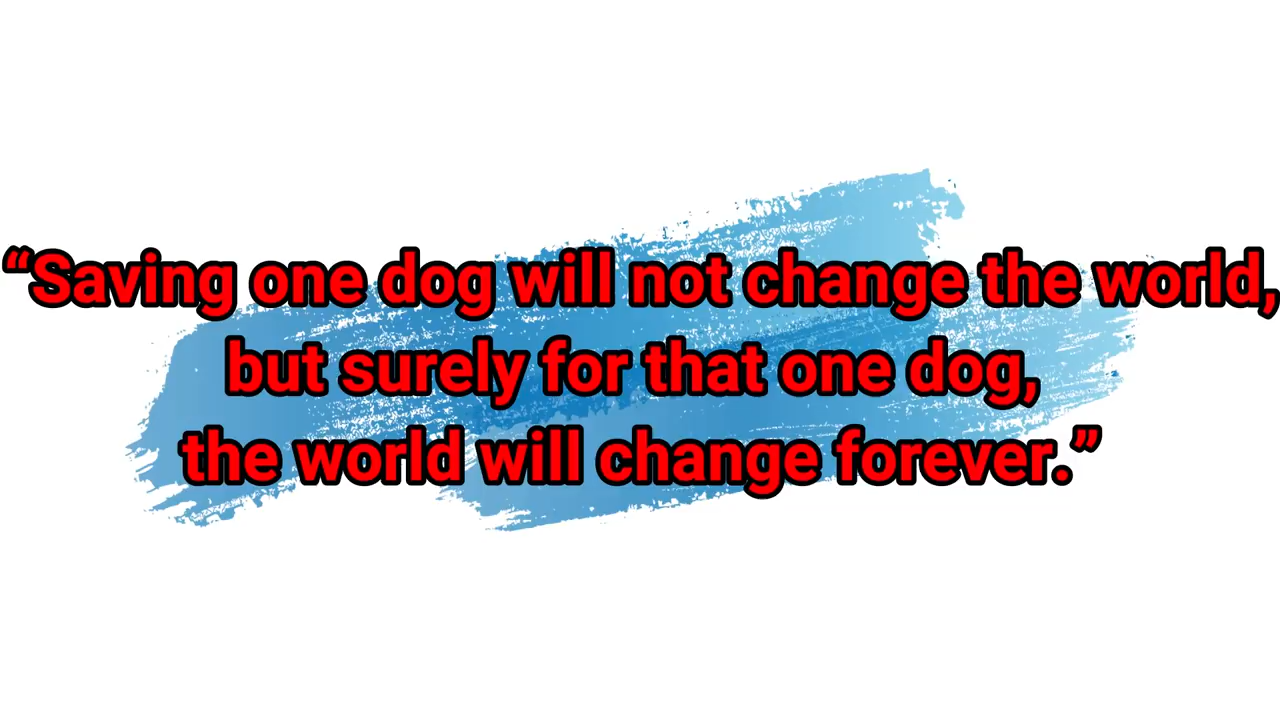 “Saving one dog will not change the world,
but surely for that one dog,
the world will change forever.”